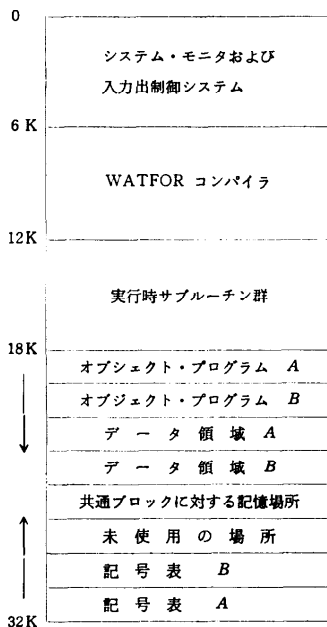 0
システム・モニタおよび
入力出制御システム
6 K
WATFOR コンパイラ
12K
実行時サブルーチン群
18K
オブシェクト・プログラム A
オブジェクト・プログラム B
データ領域 A
データ領域 B
共通ブロックに対する記憶場所
未使用の場所
記号表 B
記号表 A
32K